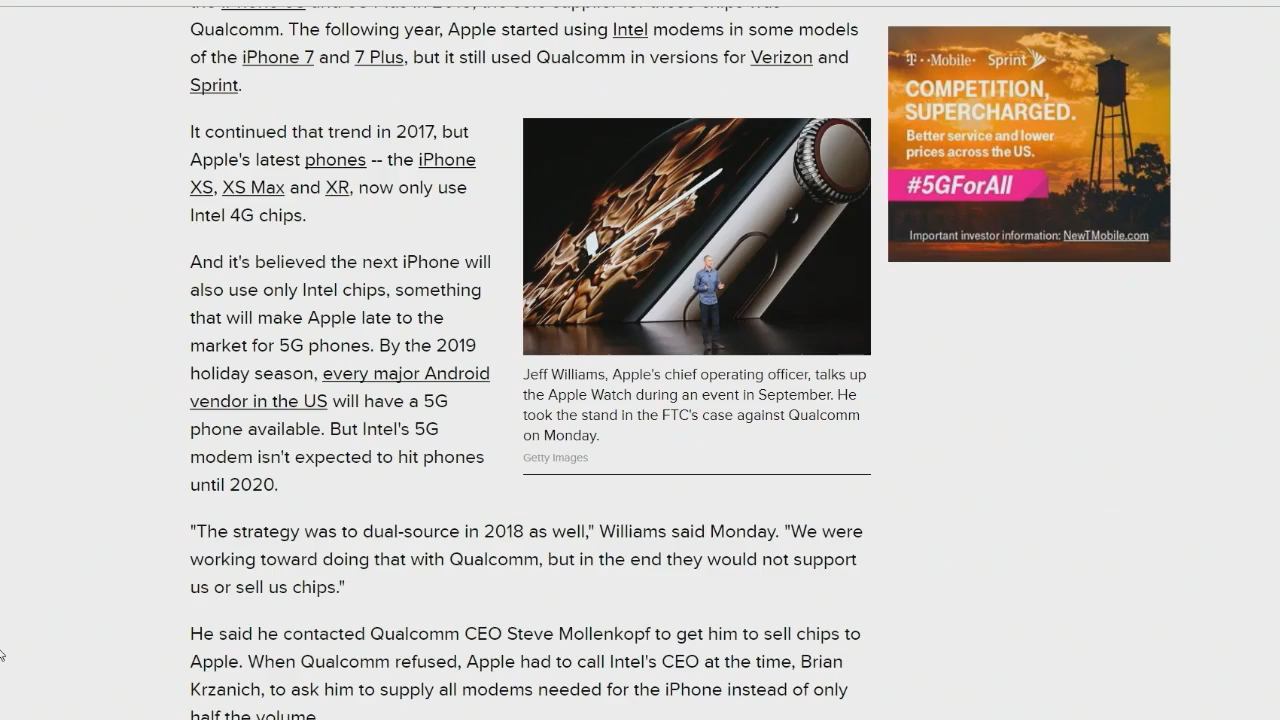 Qualcomm. The following year, Apple started using Intel modems in some models
of the iPhone 7 and 7 Plus, but it still used Qualcomm in versions for Verizon and
Sprint.
It continued that trend in 2017, but
Apple's latest phones -- the iPhone
XS, XS Max and XR, now only use
Intel 4G chips.
And it's believed the next iPhone will
also use only Intel chips, something
that will make Apple late to the
market for 5G phones. By the 2019
holiday season, every major Android
vendor in the US will have a 5G
phone available. But Intel's 5G
modem isn't expected to hit phones
until 2020.
Jeff Williams, Apple's chief operating officer, talks up
the Apple Watch during an event in September. He
took the stand in the FTC's case against Qualcomm
on Monday.
Getty Images
"The strategy was to dual-source in 2018 as well," Williams said Monday. "We were
working toward doing that with Qualcomm, but in the end they would not support
us or sell us chips."
He said he contacted Qualcomm CEO Steve Mollenkopf to get him to sell chips to
Apple. When Qualcomm refused, Apple had to call Intel's CEO at the time, Brian
Krzanich, to ask him to supply all modems needed for the iPhone instead of only
half the volume.
T-Mobile Sprint
COMPETITION,
SUPERCHARGED.
Better service and lower
prices across the US.
#5GForAll
Important investor information: NewTMobile.com